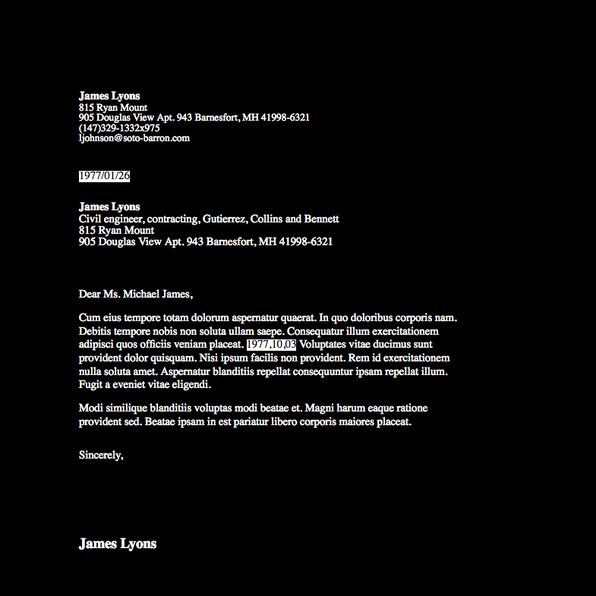 James Lyons
815 Ryan Mount
905 Douglas View Apt. 943 Barnesfort, MH 41998-6321
(147)329-1332x975
ljohnson@soto-barron.com
1977/01/26
James Lyons
Civil engineer, contracting, Gutierrez, Collins and Bennett
815 Ryan Mount
905 Douglas View Apt. 943 Barnesfort, MH 41998-6321
Dear Ms. Michael James,
Cum eius tempore totam dolorum aspernatur quaerat. In quo doloribus corporis nam.
Debitis tempore nobis non soluta ullam saepe. Consequatur illum exercitationem
adipisci quos officiis veniam placeat. 1977,10,03 Voluptates vitae ducimus sunt
provident dolor quisquam. Nisi ipsum facilis non provident. Rem id exercitationem
nulla soluta amet. Aspernatur blanditiis repellat consequuntur ipsam repellat illum.
Fugit a eveniet vitae eligendi.
Modi similique blanditiis voluptas modi beatae et. Magni harum eaque ratione
provident sed. Beatae ipsam in est pariatur libero corporis maiores placeat.
Sincerely,
James Lyons